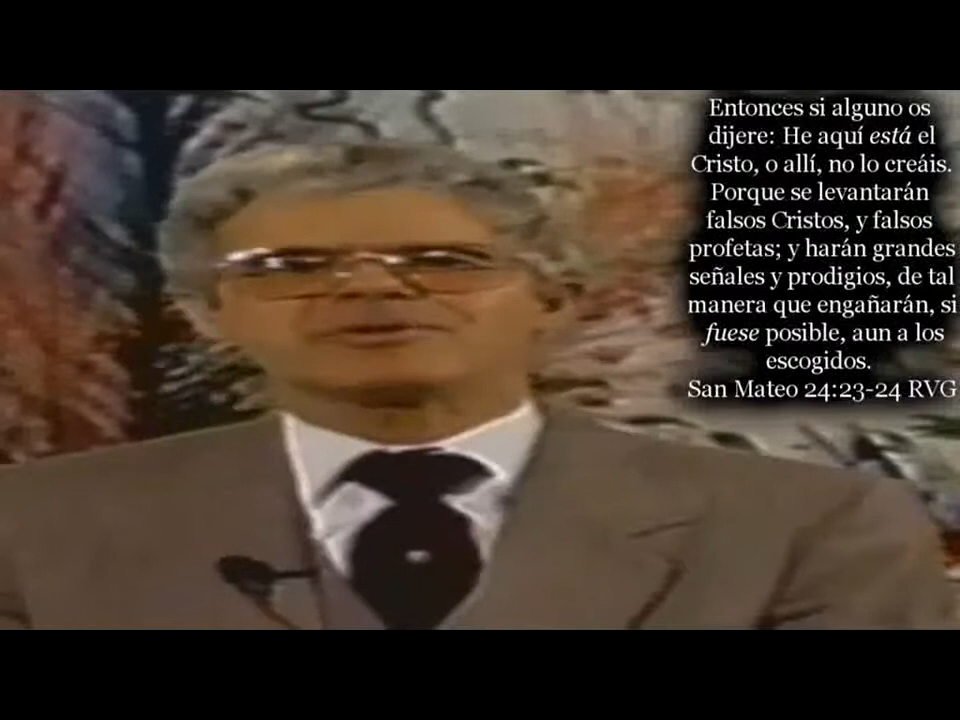 Entonces si alguno os
dijere: He aquí está el
Cristo, o allí, no lo creáis.
Porque se levantarán
falsos Cristos, y falsos
profetas; y harán grandes
señales y prodigios, de tal
manera que engañarán, si
fuese posible, aun a los
escogidos.
San Mateo 24:23-24 RVG